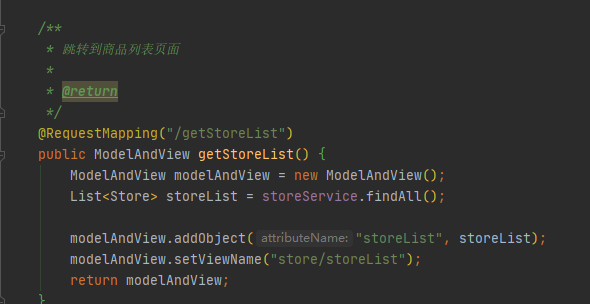 /**
 * 跳转到商品列表页面
 *
 * @return
 */
@RequestMapping("/getStoreList")
public ModelAndView getStoreList() {
    ModelAndView modelAndView = new ModelAndView();
    List<Store> storeList = storeService.findAll();

    modelAndView.addObject( attributeName: "storeList", storeList);
    modelAndView.setViewName("store/storeList");
    return modelAndView;
}